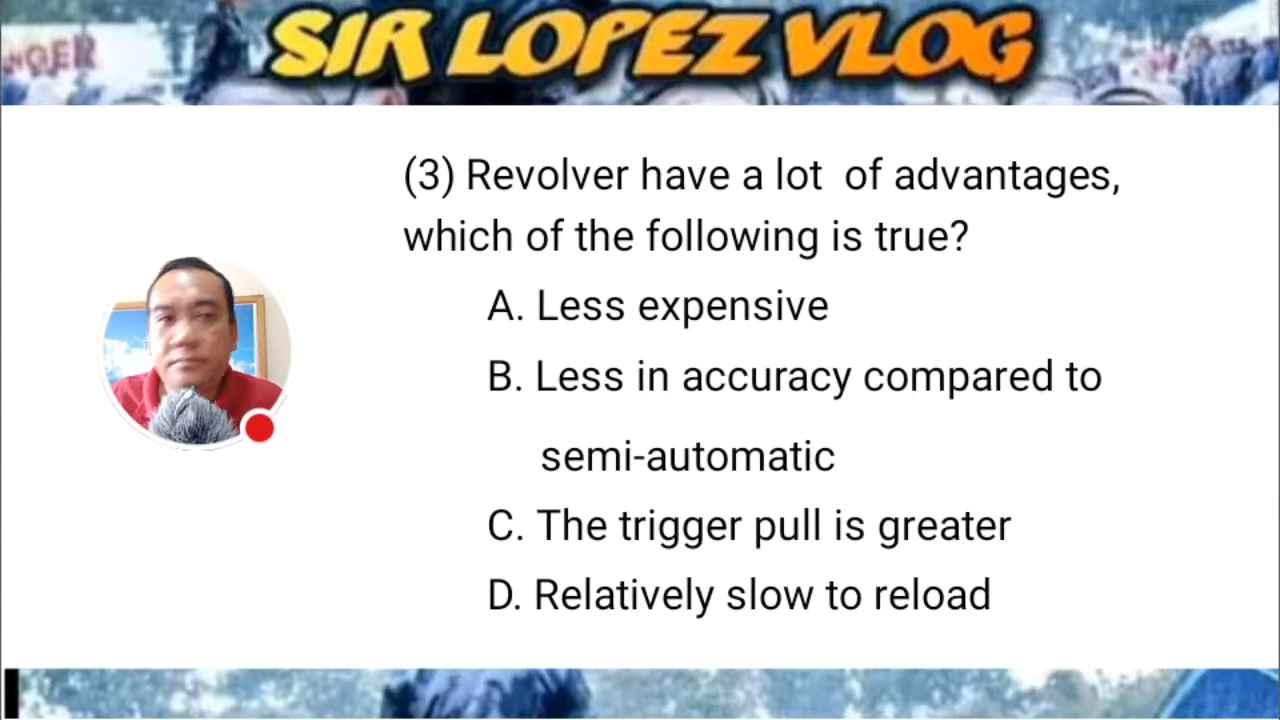 NGER
SIR LOPEZ VLOG
(3) Revolver have a lot of advantages,
which of the following is true?
A. Less expensive
B. Less in accuracy compared to
semi-automatic
C. The trigger pull is greater
D. Relatively slow to reload